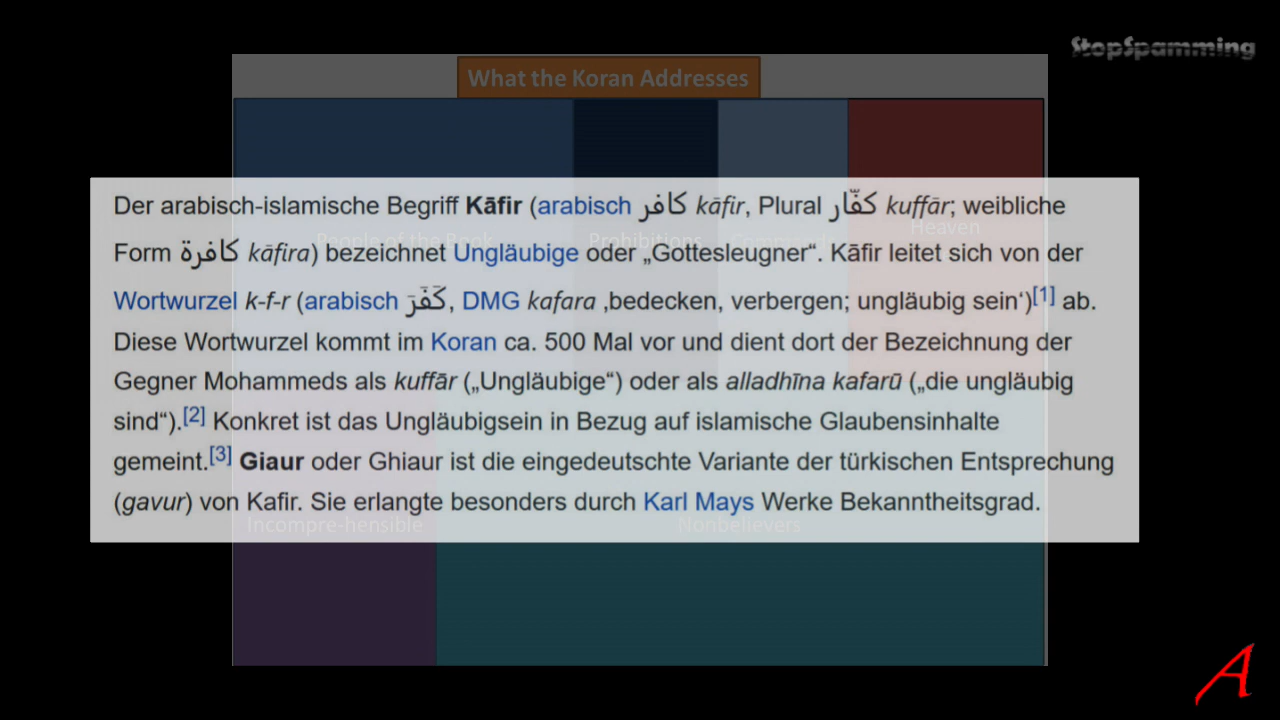 StopSpamming
What the Koran Addresses
Der arabisch-islamische Begriff Kāfir (arabisch كافر kāfir, Plural كفّار kuffār; weibliche
Form كافرة kāfira) bezeichnet Ungläubige oder „Gottesleugner“. Kāfir leitet sich von der
Wortwurzel k-f-r (arabisch كَفَرَ, DMG kafara ‚bedecken, verbergen; ungläubig sein‘)[1] ab.
Diese Wortwurzel kommt im Koran ca. 500 Mal vor und dient dort der Bezeichnung der
Gegner Mohammeds als kuffār („Ungläubige“) oder als alladhīna kafarū („die ungläubig
sind“).[2] Konkret ist das Ungläubigsein in Bezug auf islamische Glaubensinhalte
gemeint.[3] Giaur oder Ghiaur ist die eingedeutschte Variante der türkischen Entsprechung
(gavur) von Kafir. Sie erlangte besonders durch Karl Mays Werke Bekanntheitsgrad.
People of the Book
Prohibitions
Heaven
Incompre-hensible
Nonbelievers
A